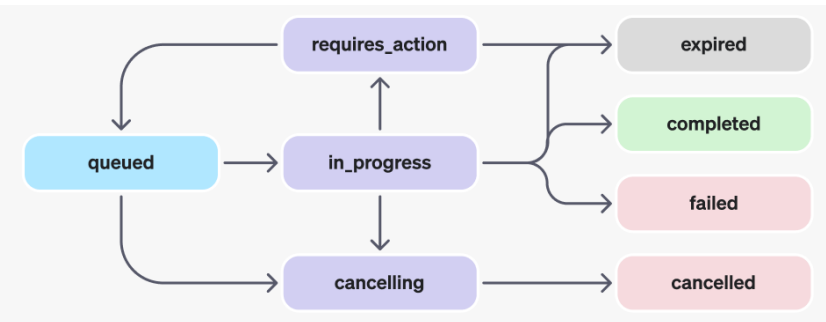 requires_action
expired
completed
queued
in_progress
failed
cancelling
cancelled